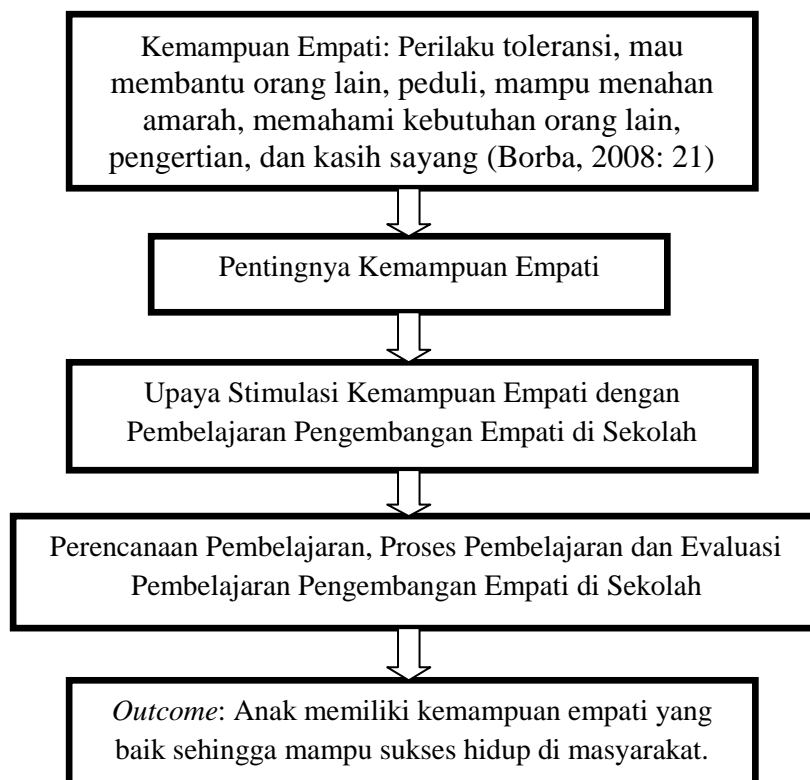 Kemampuan Empati: Perilaku toleransi, mau
membantu orang lain, peduli, mampu menahan
amarah, memahami kebutuhan orang lain,
pengertian, dan kasih sayang (Borba, 2008: 21)
Pentingnya Kemampuan Empati
Upaya Stimulasi Kemampuan Empati dengan
Pembelajaran Pengembangan Empati di Sekolah
Perencanaan Pembelajaran, Proses Pembelajaran dan Evaluasi
Pembelajaran Pengembangan Empati di Sekolah
Outcome: Anak memiliki kemampuan empati yang
baik sehingga mampu sukses hidup di masyarakat.